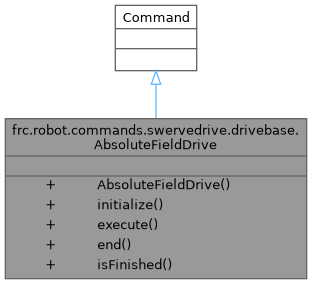 Command
frc.robot.commands.swervedrive.drivebase.
AbsoluteFieldDrive
+ AbsoluteFieldDrive()
+ initialize()
+ execute()
+ end()
+ isFinished()